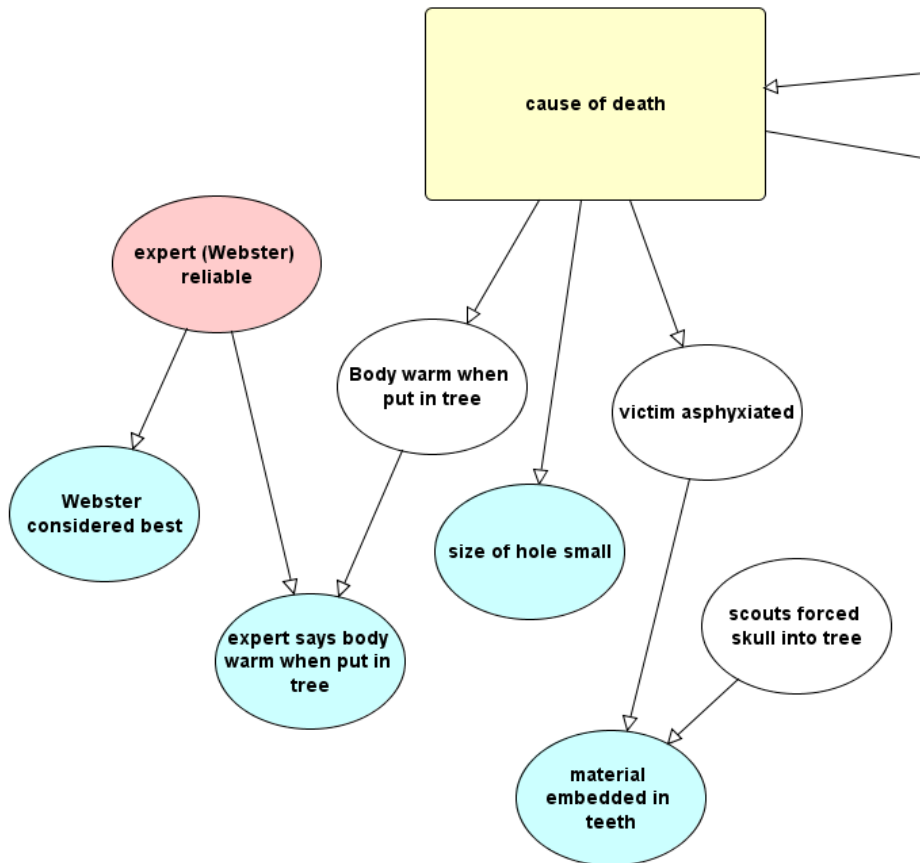 cause of death
expert (Webster)
reliable
Body warm when
put in tree
victim asphyxiated
Webster
considered best
size of hole small
expert says body
warm when put in
tree
scouts forced
skull into tree
material
embedded in
teeth